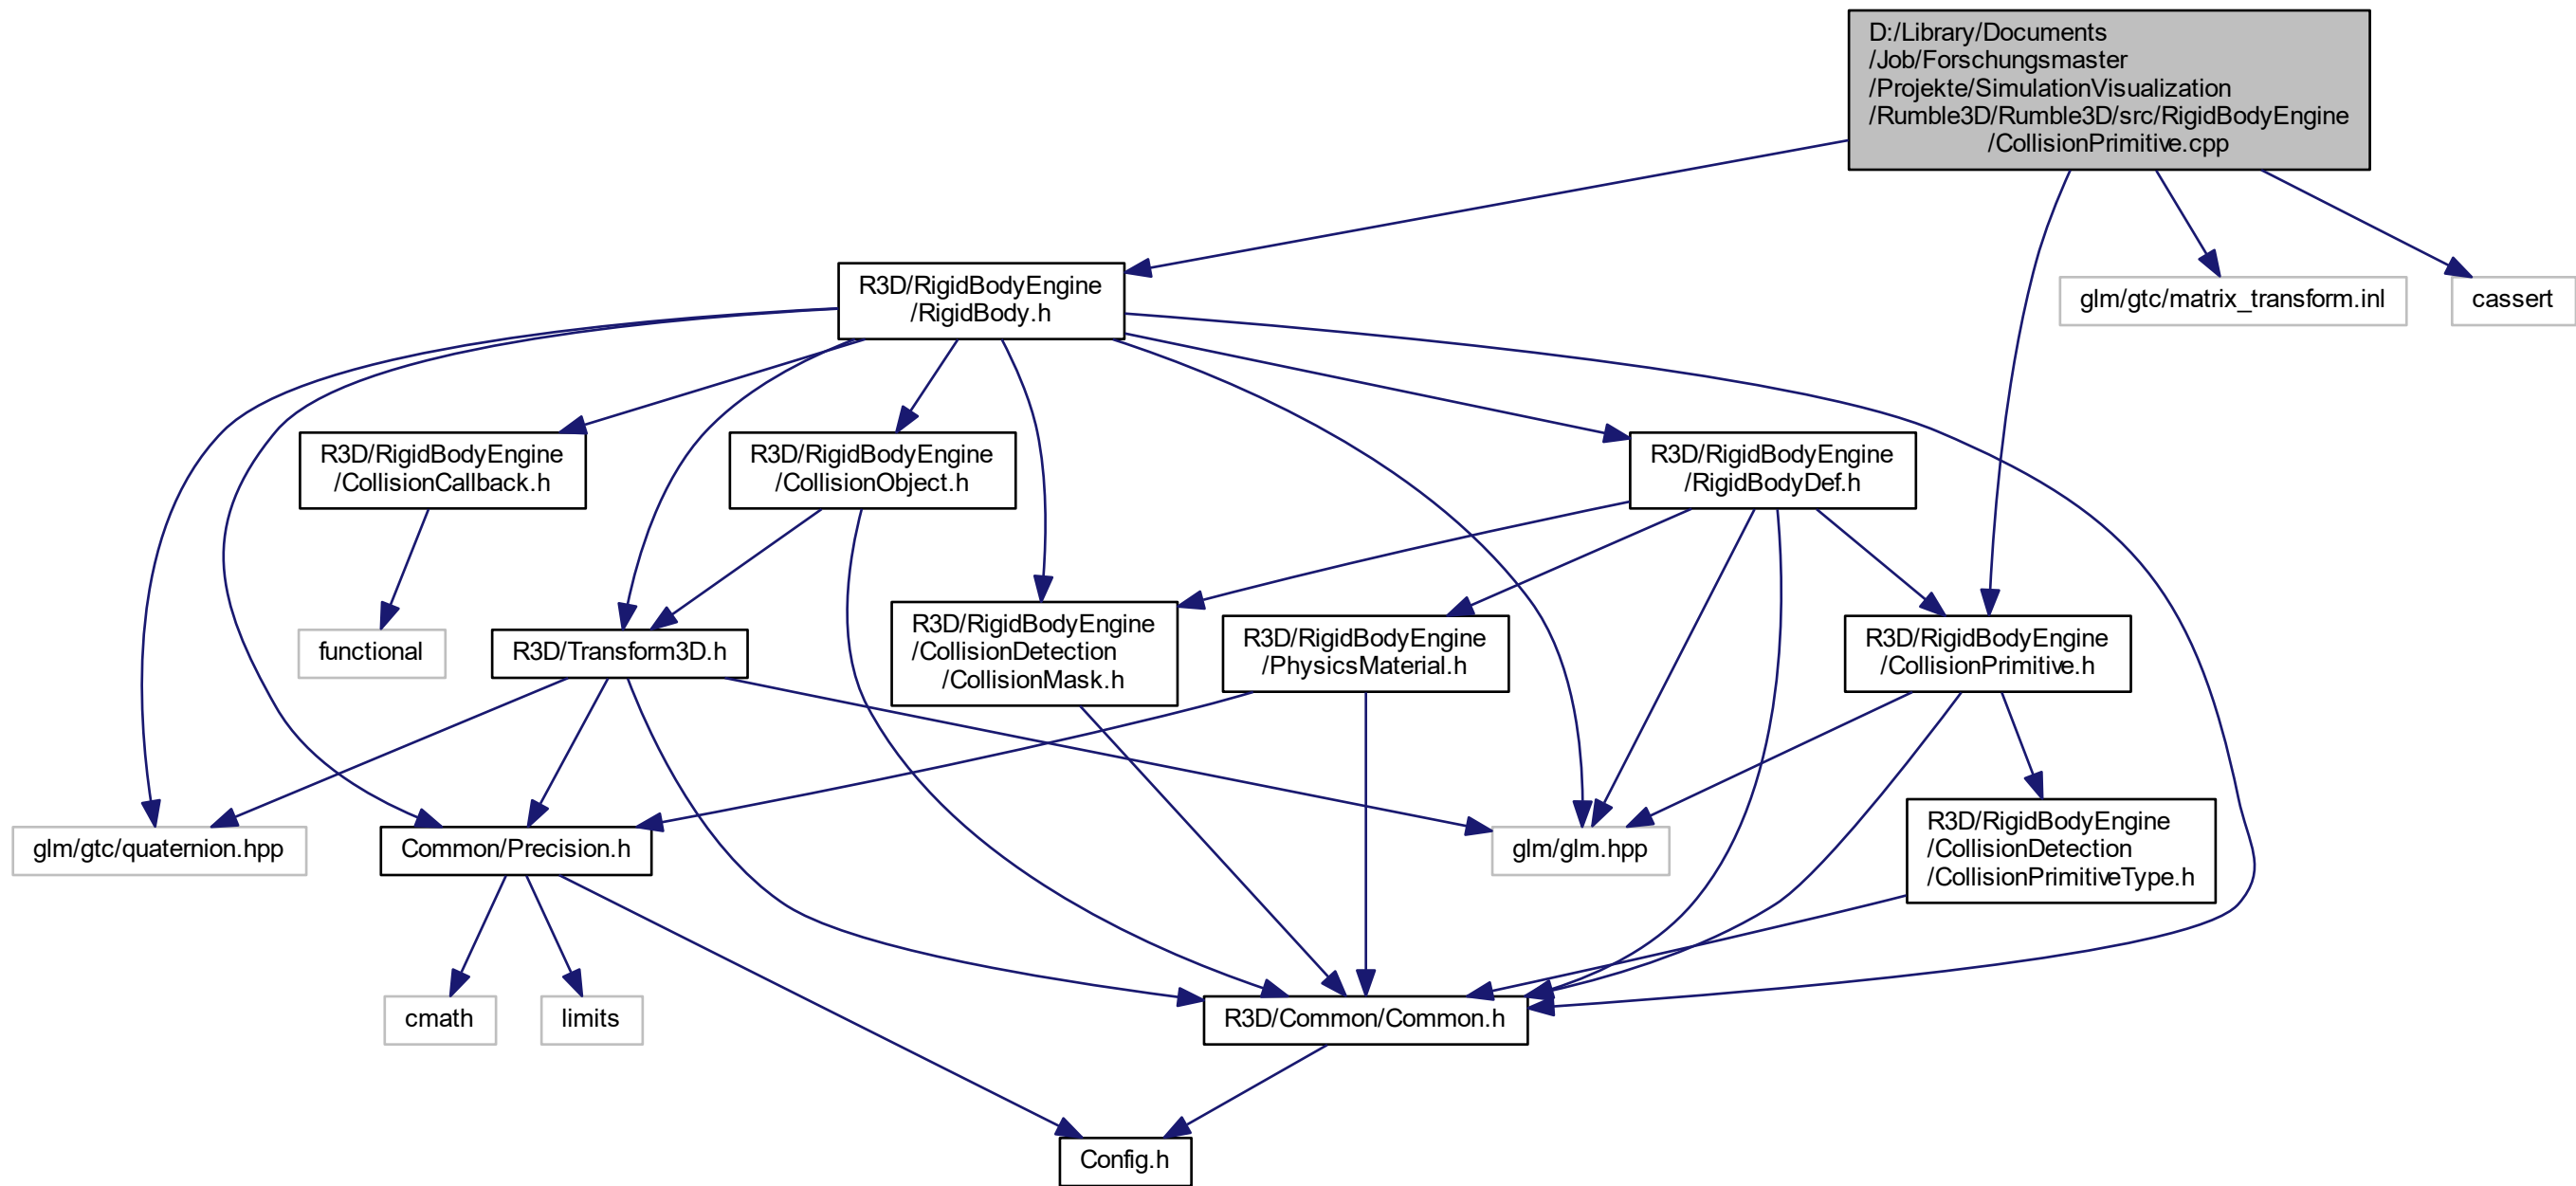 D:/Library/Documents
/Job/Forschungsmaster
/Projekte/SimulationVisualization
/Rumble3D/Rumble3D/src/RigidBodyEngine
/CollisionPrimitive.cpp
R3D/RigidBodyEngine
/RigidBody.h
glm/gtc/matrix_transform.inl
cassert
R3D/RigidBodyEngine
/CollisionCallback.h
R3D/RigidBodyEngine
/CollisionObject.h
R3D/RigidBodyEngine
/RigidBodyDef.h
functional
R3D/Transform3D.h
R3D/RigidBodyEngine
/CollisionDetection
/CollisionMask.h
R3D/RigidBodyEngine
/PhysicsMaterial.h
R3D/RigidBodyEngine
/CollisionPrimitive.h
glm/gtc/quaternion.hpp
Common/Precision.h
glm/glm.hpp
R3D/RigidBodyEngine
/CollisionDetection
/CollisionPrimitiveType.h
cmath
limits
R3D/Common/Common.h
Config.h